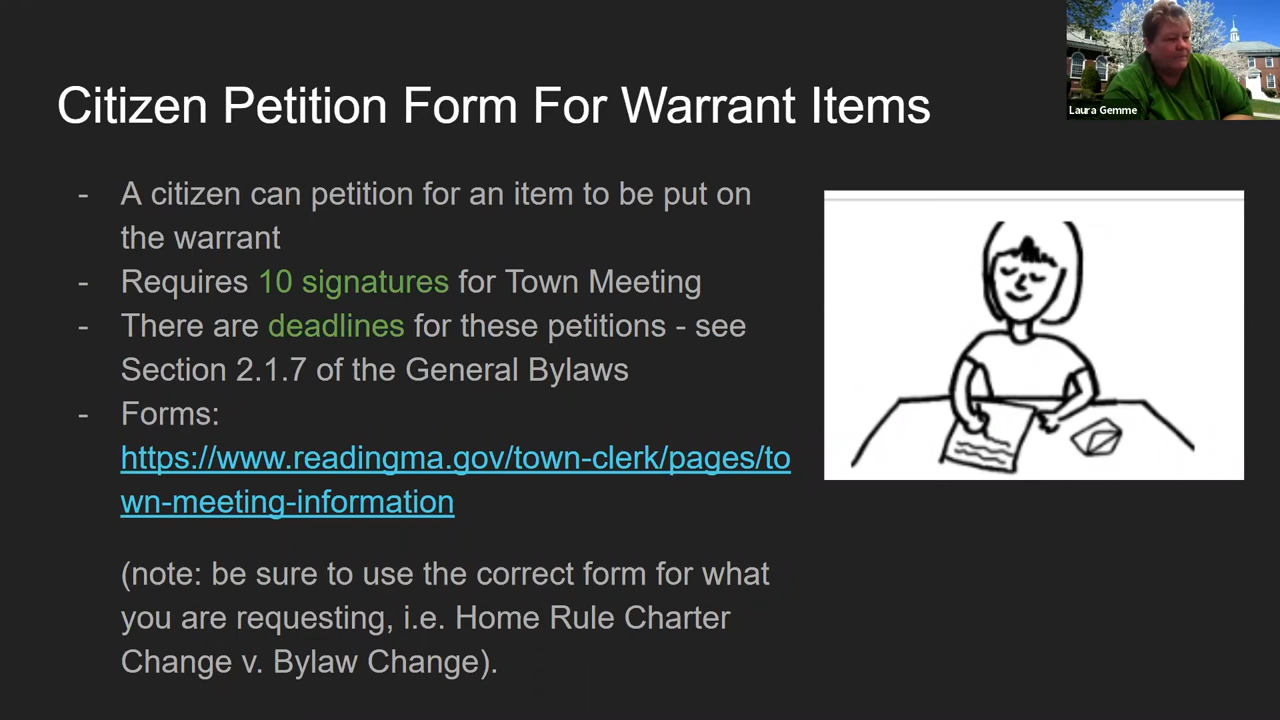 Citizen Petition Form For Warrant Items
Laura Gemme
- A citizen can petition for an item to be put on
the warrant
- Requires 10 signatures for Town Meeting
- There are deadlines for these petitions - see
Section 2.1.7 of the General Bylaws
- Forms:
https://www.readingma.gov/town-clerk/pages/to
wn-meeting-information
(note: be sure to use the correct form for what
you are requesting, i.e. Home Rule Charter
Change v. Bylaw Change).